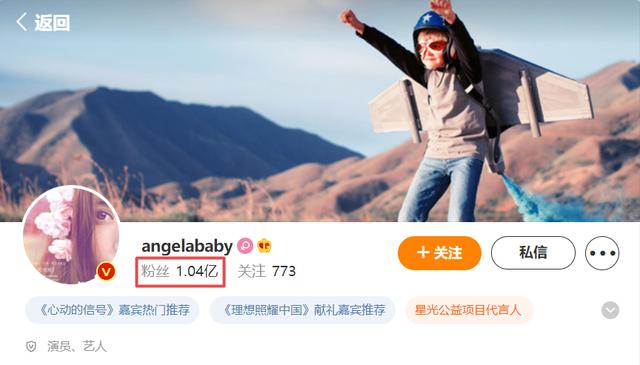 返回
angelababy
粉丝 1.04亿 关注 773
+ 关注
私信
《心动的信号》嘉宾热门推荐
《理想照耀中国》献礼嘉宾推荐
星光公益项目代言人
演员、艺人